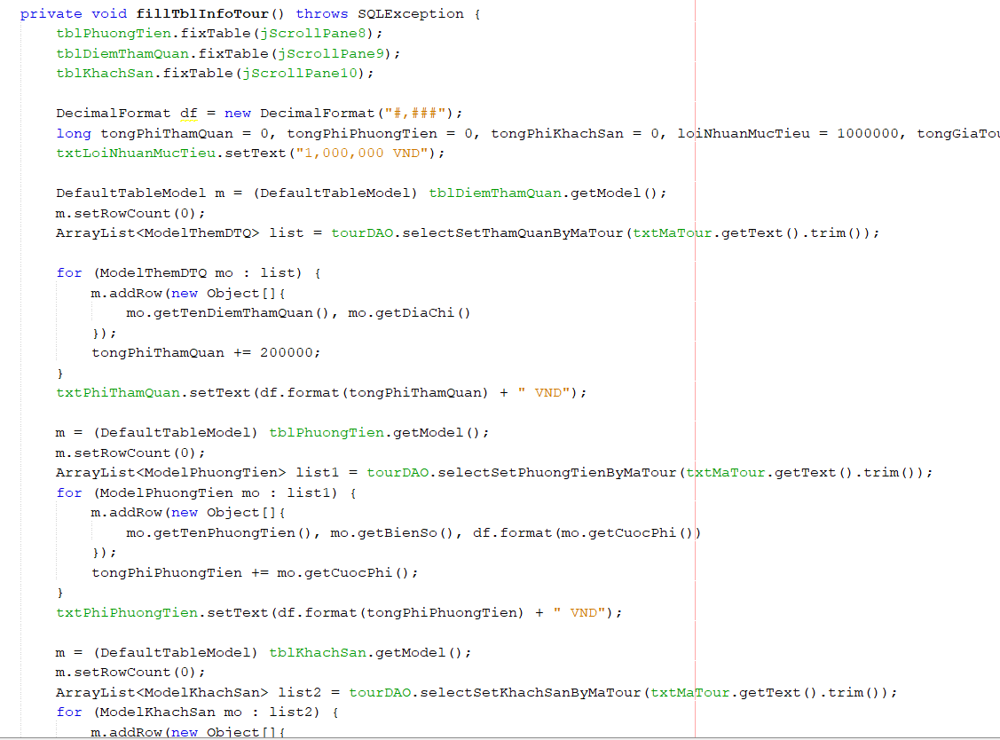 private void fillTblInfoTour() throws SQLException {
    tblPhuongTien.fixTable(jScrollPane8);
    tblDiemThamQuan.fixTable(jScrollPane9);
    tblKhachSan.fixTable(jScrollPane10);

    DecimalFormat df = new DecimalFormat("#,###");
    long tongPhiThamQuan = 0, tongPhiPhuongTien = 0, tongPhiKhachSan = 0, loiNhuanMucTieu = 1000000, tongGiaTou
    txtLoiNhuanMucTieu.setText("1,000,000 VND");

    DefaultTableModel m = (DefaultTableModel) tblDiemThamQuan.getModel();
    m.setRowCount(0);
    ArrayList<ModelThemDTQ> list = tourDAO.selectSetThamQuanByMaTour(txtMaTour.getText().trim());

    for (ModelThemDTQ mo : list) {
        m.addRow(new Object[]{
            mo.getTenDiemThamQuan(), mo.getDiaChi()
        });
        tongPhiThamQuan += 200000;
    }
    txtPhiThamQuan.setText(df.format(tongPhiThamQuan) + " VND");

    m = (DefaultTableModel) tblPhuongTien.getModel();
    m.setRowCount(0);
    ArrayList<ModelPhuongTien> list1 = tourDAO.selectSetPhuongTienByMaTour(txtMaTour.getText().trim());
    for (ModelPhuongTien mo : list1) {
        m.addRow(new Object[]{
            mo.getTenPhuongTien(), mo.getBienSo(), df.format(mo.getCuocPhi())
        });
        tongPhiPhuongTien += mo.getCuocPhi();
    }
    txtPhiPhuongTien.setText(df.format(tongPhiPhuongTien) + " VND");

    m = (DefaultTableModel) tblKhachSan.getModel();
    m.setRowCount(0);
    ArrayList<ModelKhachSan> list2 = tourDAO.selectSetKhachSanByMaTour(txtMaTour.getText().trim());
    for (ModelKhachSan mo : list2) {
        m.addRow(new Object[]{